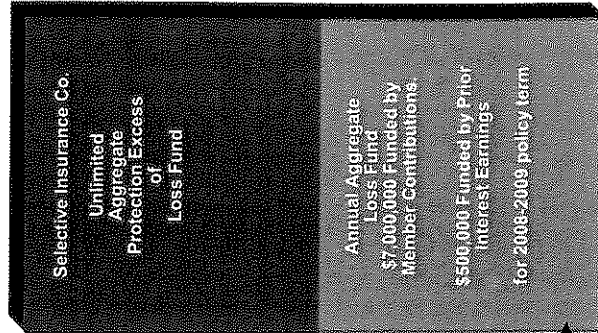 Selective Insurance Co.
Unlimited
Aggregate
Protection Excess
of
Loss Fund
Annual Aggregate
Loss Fund
$7,000,000 Funded by
Member Contributions.
$500,000 Funded by Prior
Interest Earnings
for 2008-2009 policy term